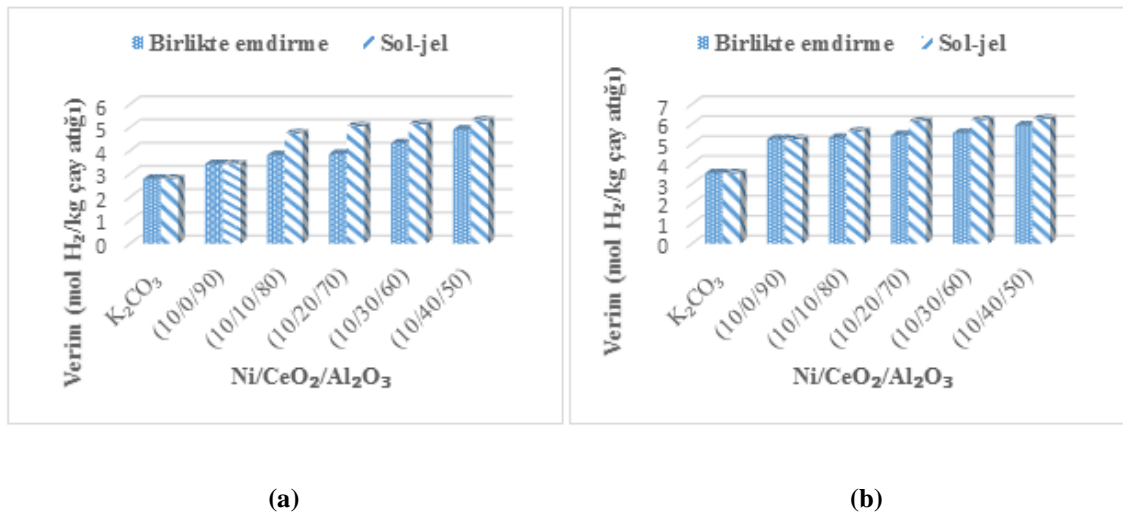 Birlikte emdirme Sol-jel
Verim (mol H₂/kg çay atığı)
6
5
4
3
2
1
0
K₂CO₃
(10/0/90)
(10/10/80)
(10/20/70)
(10/30/60)
(10/40/50)
Ni/CeO₂/Al₂O₃
(a)
Birlikte emdirme Sol-jel
Verim (mol H₂/kg çay atığı)
7
6
5
4
3
2
1
0
K₂CO₃
(10/0/90)
(10/10/80)
(10/20/70)
(10/30/60)
(10/40/50)
Ni/CeO₂/Al₂O₃
(b)